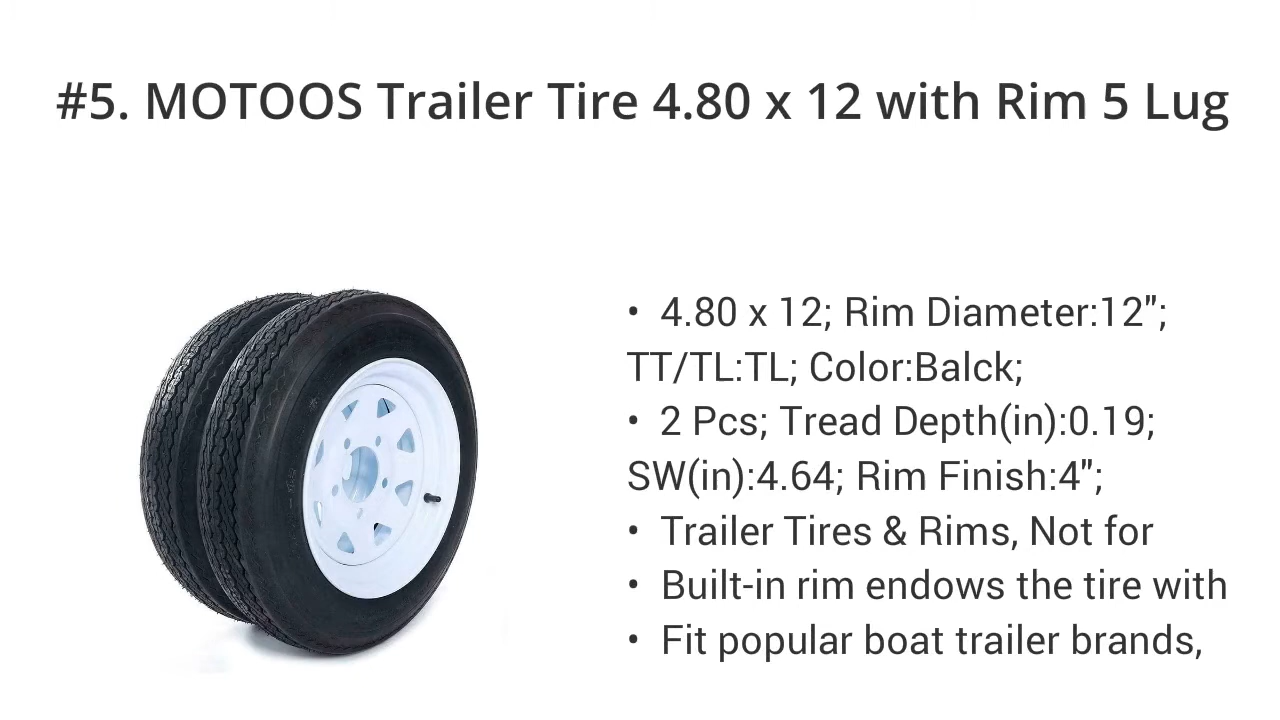 #5. MOTOOS Trailer Tire 4.80 x 12 with Rim 5 Lug
• 4.80 x 12; Rim Diameter:12";
TT/TL:TL; Color:Balck;
• 2 Pcs; Tread Depth(in):0.19;
SW(in):4.64; Rim Finish:4";
• Trailer Tires & Rims, Not for
• Built-in rim endows the tire with
• Fit popular boat trailer brands,